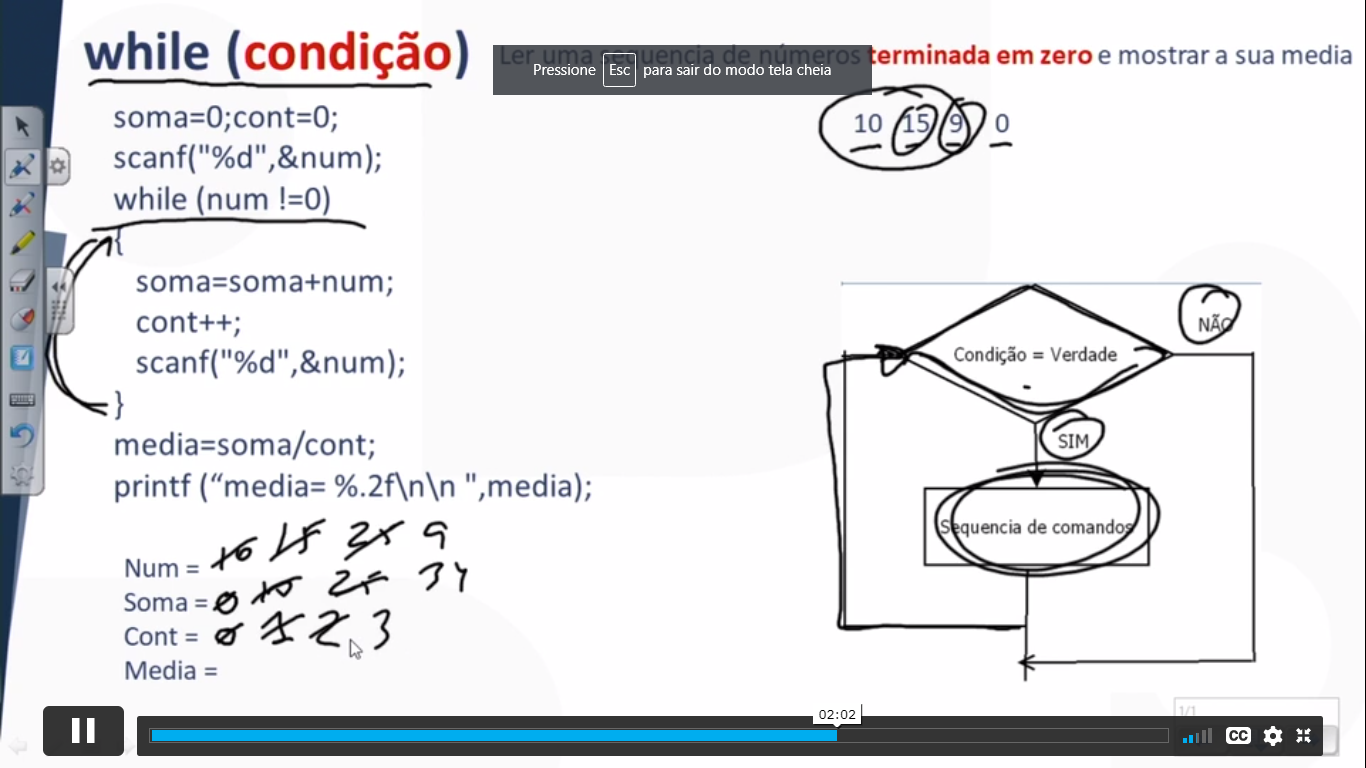 while (condição)
Ler uma sequencia de números terminada em zero e mostrar a sua media
Pressione Esc para sair do modo tela cheia
10 15 9 0
soma=0;cont=0;
scanf("%d",&num);
while (num !=0)
{
soma=soma+num;
cont++;
scanf("%d",&num);
}
media=soma/cont;
printf (“media= %.2f\n\n ",media);
Num = 10 15 9
Soma = 0 10 25 34
Cont = 0 1 2 3
Media =
NÃO
Condição = Verdade
SIM
Sequencia de comandos
02:02
1/1
CC